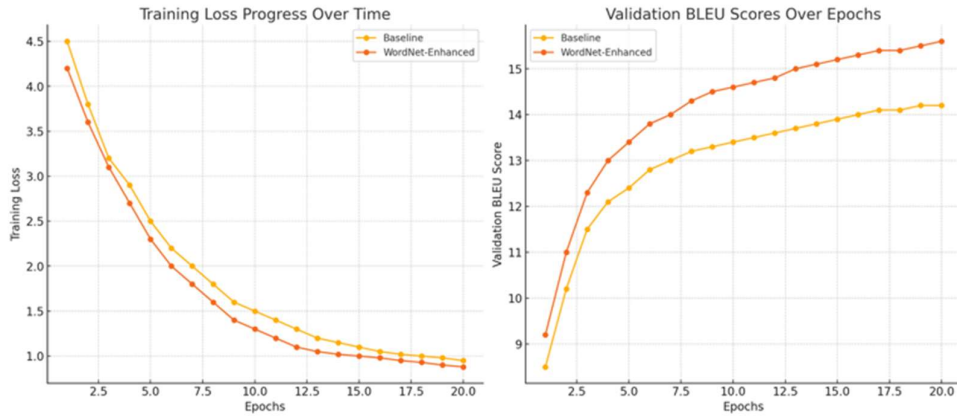 Training Loss Progress Over Time
Baseline
WordNet-Enhanced
4.5
4.0
3.5
3.0
2.5
2.0
1.5
1.0
Training Loss
2.5 5.0 7.5 10.0 12.5 15.0 17.5 20.0
Epochs
Validation BLEU Scores Over Epochs
Baseline
WordNet-Enhanced
15
14
13
12
11
10
9
Validation BLEU Score
2.5 5.0 7.5 10.0 12.5 15.0 17.5 20.0
Epochs